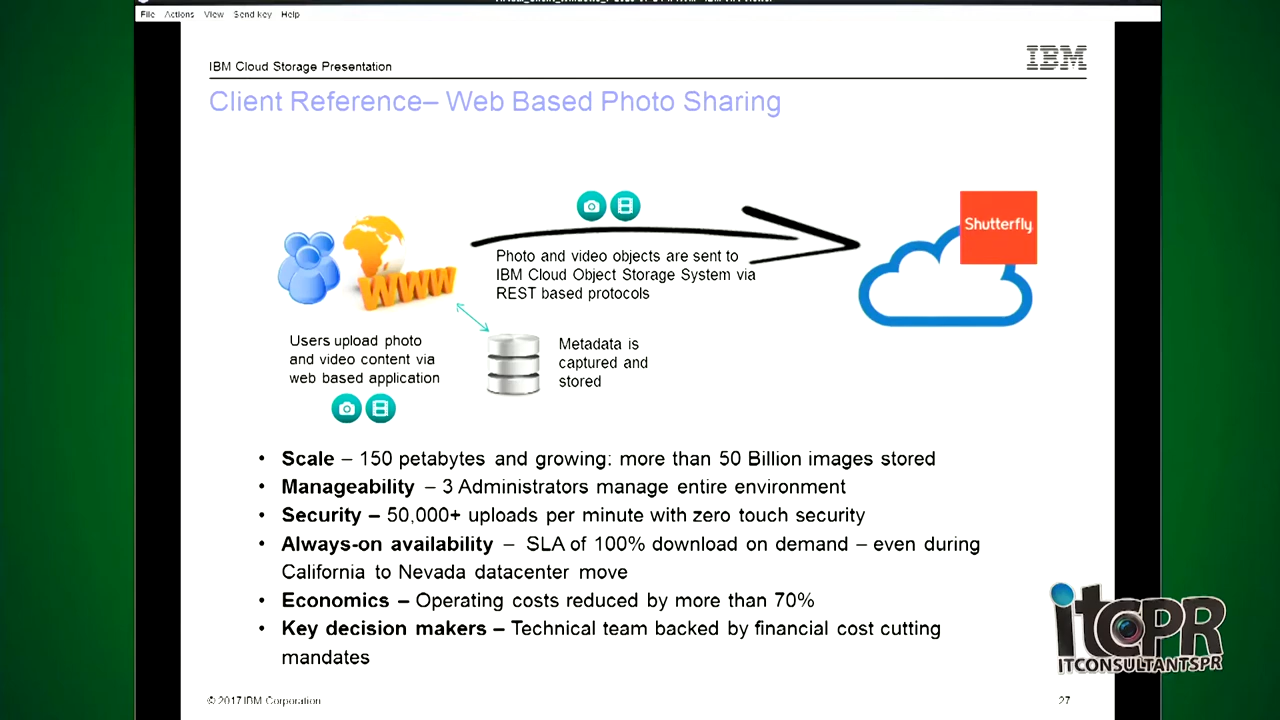 File Actions View Send key Help
IBM Cloud Storage Presentation
IBM
Client Reference– Web Based Photo Sharing
Shutterfly
Photo and video objects are sent to
IBM Cloud Object Storage System via
REST based protocols
www
Users upload photo
and video content via
web based application
Metadata is
captured and
stored
• Scale – 150 petabytes and growing: more than 50 Billion images stored
• Manageability – 3 Administrators manage entire environment
• Security – 50,000+ uploads per minute with zero touch security
• Always-on availability – SLA of 100% download on demand – even during
California to Nevada datacenter move
• Economics – Operating costs reduced by more than 70%
• Key decision makers – Technical team backed by financial cost cutting
mandates
itCPR
ITCONSULTANTSPR
© 2017 IBM Corporation
27